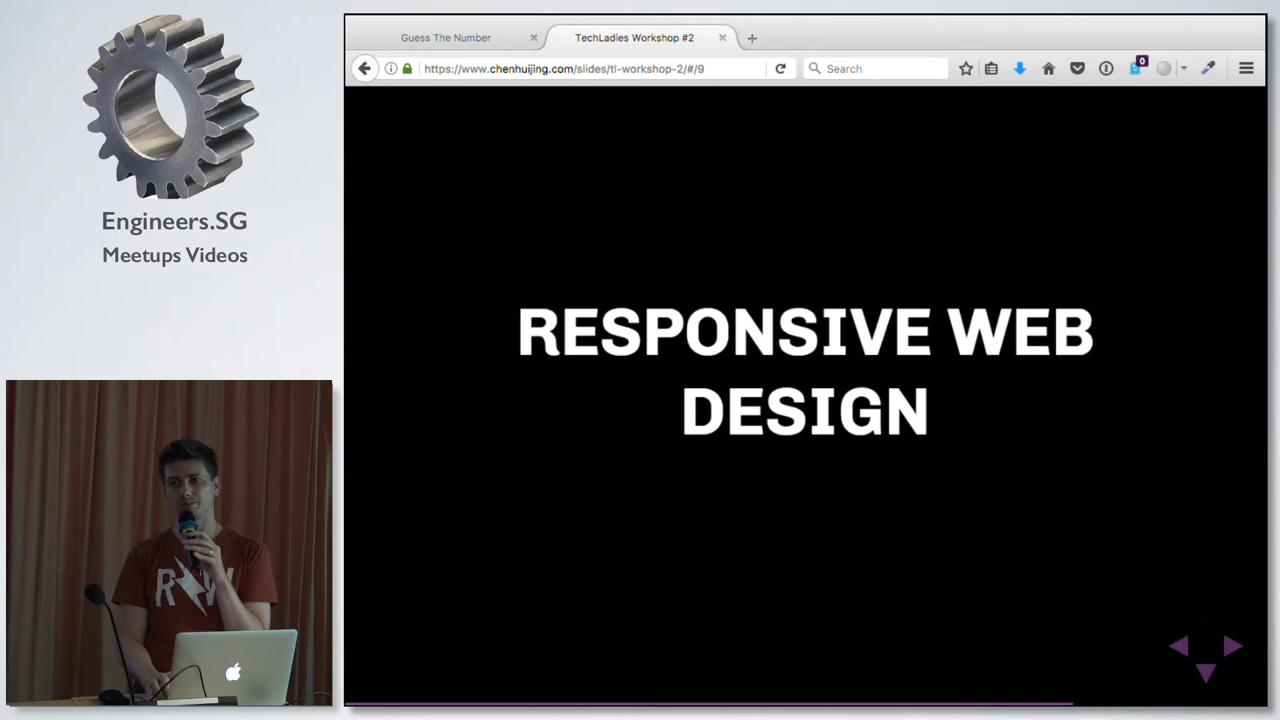 Engineers.SG
Meetups Videos
Guess The Number
TechLadies Workshop #2
https://www.chenhuijing.com/slides/tl-workshop-2/#/9
Search
0
RESPONSIVE WEB
DESIGN